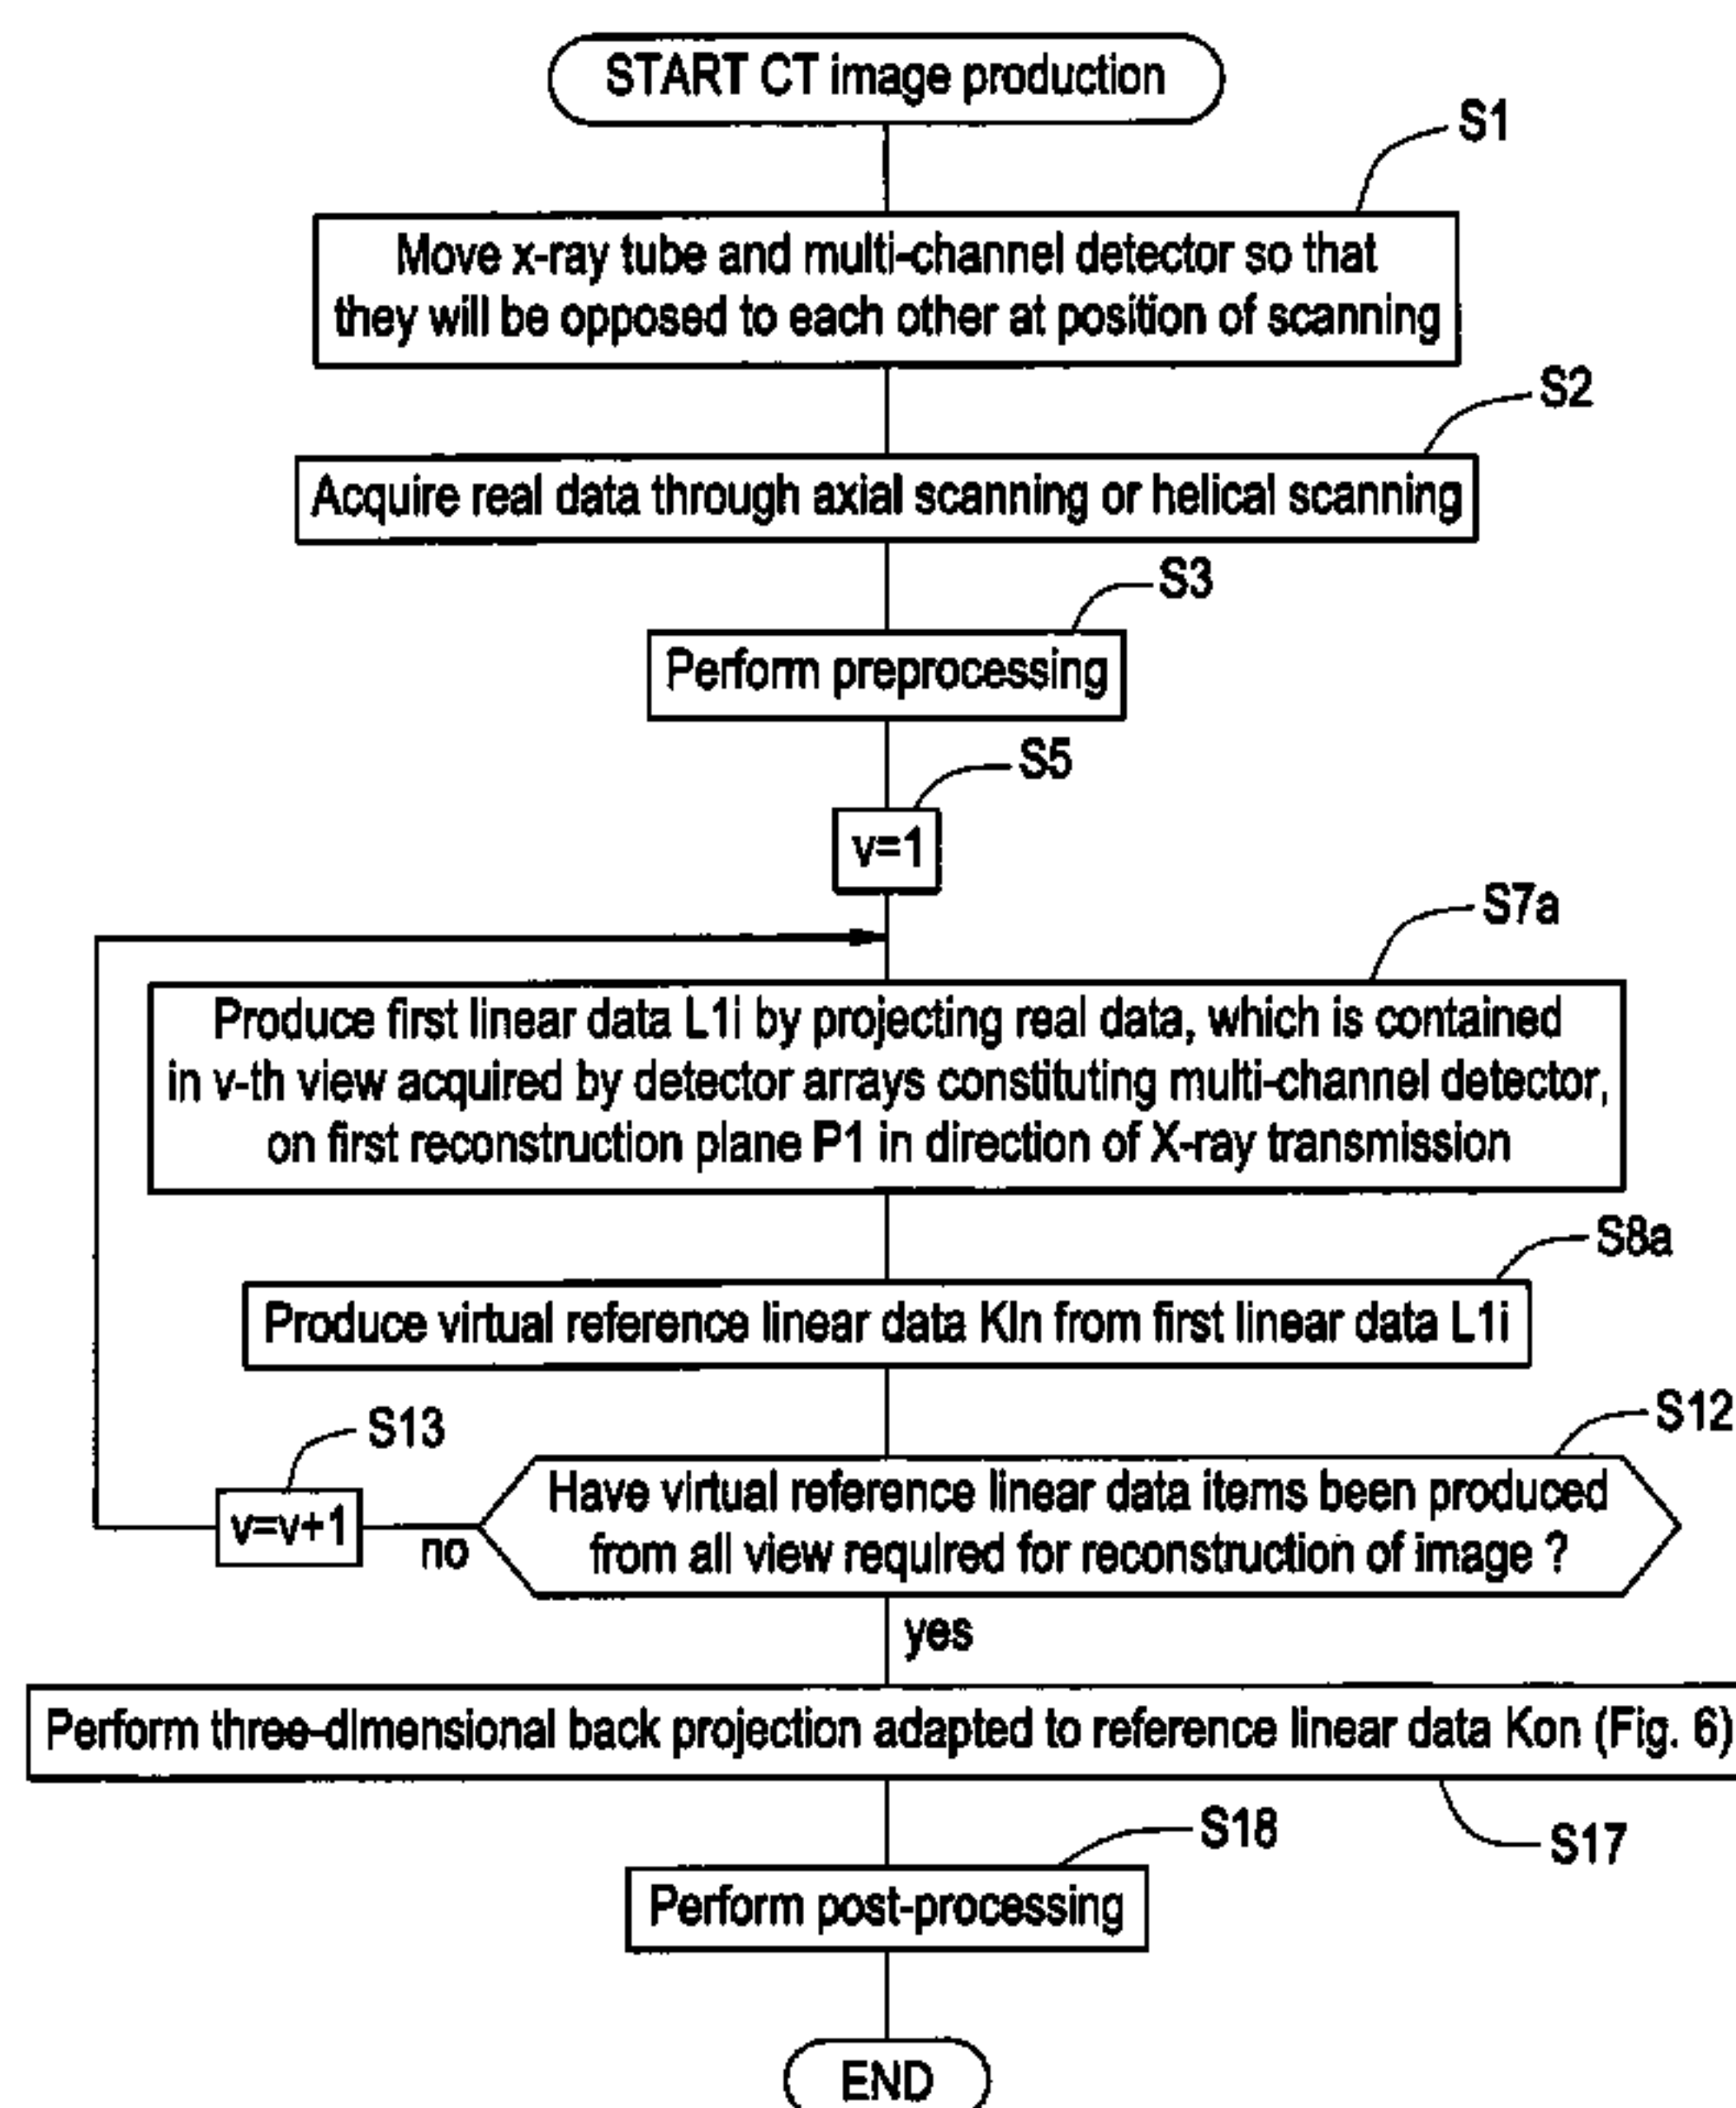 START CT image production
S1
Move x-ray tube and multi-channel detector so that
they will be opposed to each other at position of scanning
S2
Acquire real data through axial scanning or helical scanning
S3
Perform preprocessing
S5
v=1
S7a
Produce first linear data L1i by projecting real data, which is contained
in v-th view acquired by detector arrays constituting multi-channel detector,
on first reconstruction plane P1 in direction of X-ray transmission
S8a
Produce virtual reference linear data KIn from first linear data L1i
S12
Have virtual reference linear data items been produced
from all view required for reconstruction of image ?
S13
v=v+1
no
yes
Perform three-dimensional back projection adapted to reference linear data Kon (Fig. 6)
S17
S18
Perform post-processing
END